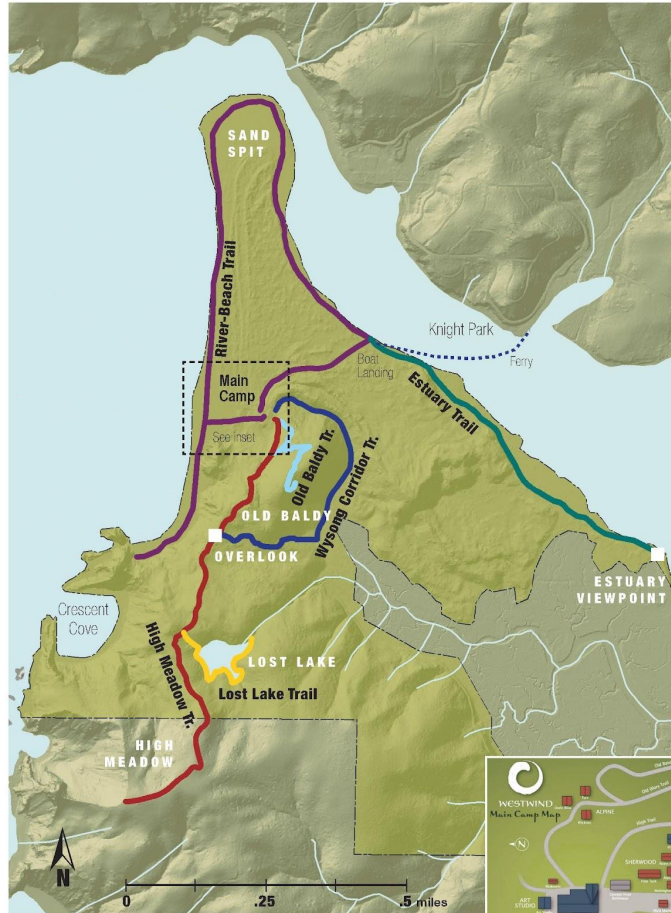 SAND
SPIT
River-Beach Trail
Knight Park
Ferry
Boat
Landing
Main
Camp
Estuary Trail
See inset
Old Baldy Tr.
Wysong Corridor Tr.
OLD BALDY
OVERLOOK
ESTUARY
VIEWPOINT
Crescent
Cove
High Meadow Tr.
LOST LAKE
Lost Lake Trail
HIGH
MEADOW
WESTWIND
Main Camp Map
ALPINE
High Trail
N
SHERWOOD
ART
STUDIO
N
0 .25 .5 miles